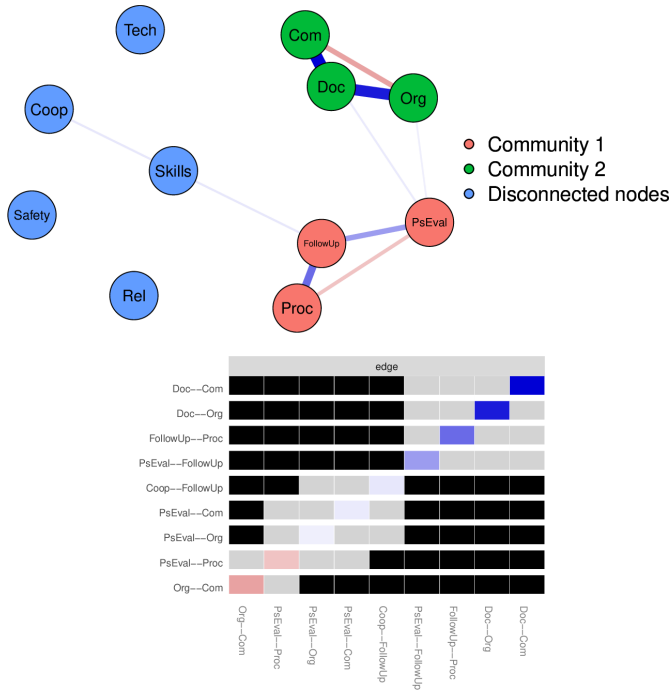 Tech
Com
Doc
Org
Coop
Community 1
Skills
Community 2
Disconnected nodes
Safety
PsEval
FollowUp
Rel
Proc
edge
Doc--Com
Doc--Org
FollowUp--Proc
PsEval--FollowUp
Coop--FollowUp
PsEval--Com
PsEval--Org
PsEval--Proc
Org--Com
Org--Com
PsEval--Proc
PsEval--Org
PsEval--Com
Coop--FollowUp
PsEval--FollowUp
FollowUp--Proc
Doc--Org
Doc--Com